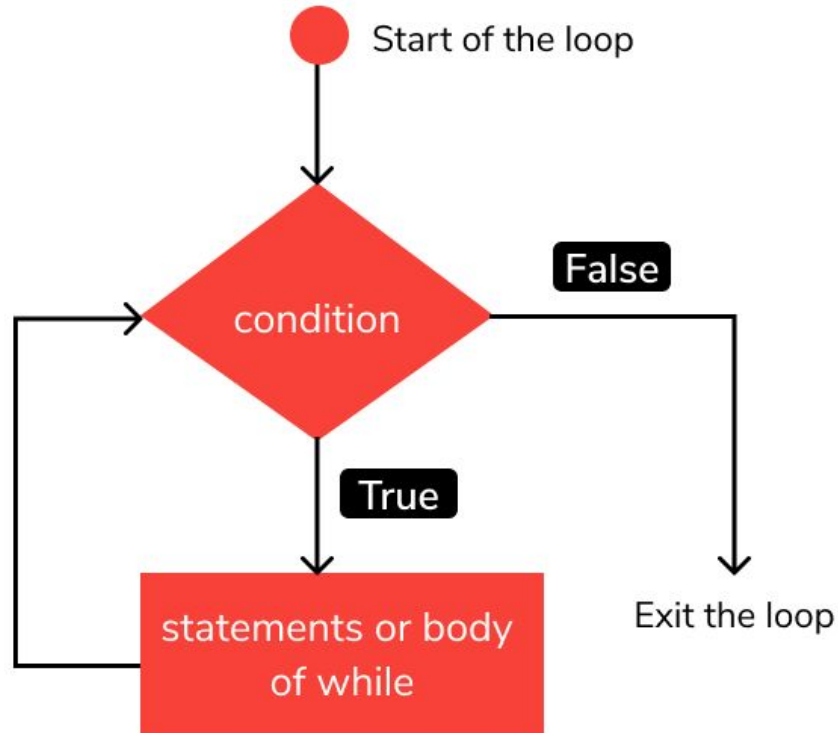 Start of the loop
condition
False
True
statements or body
of while
Exit the loop